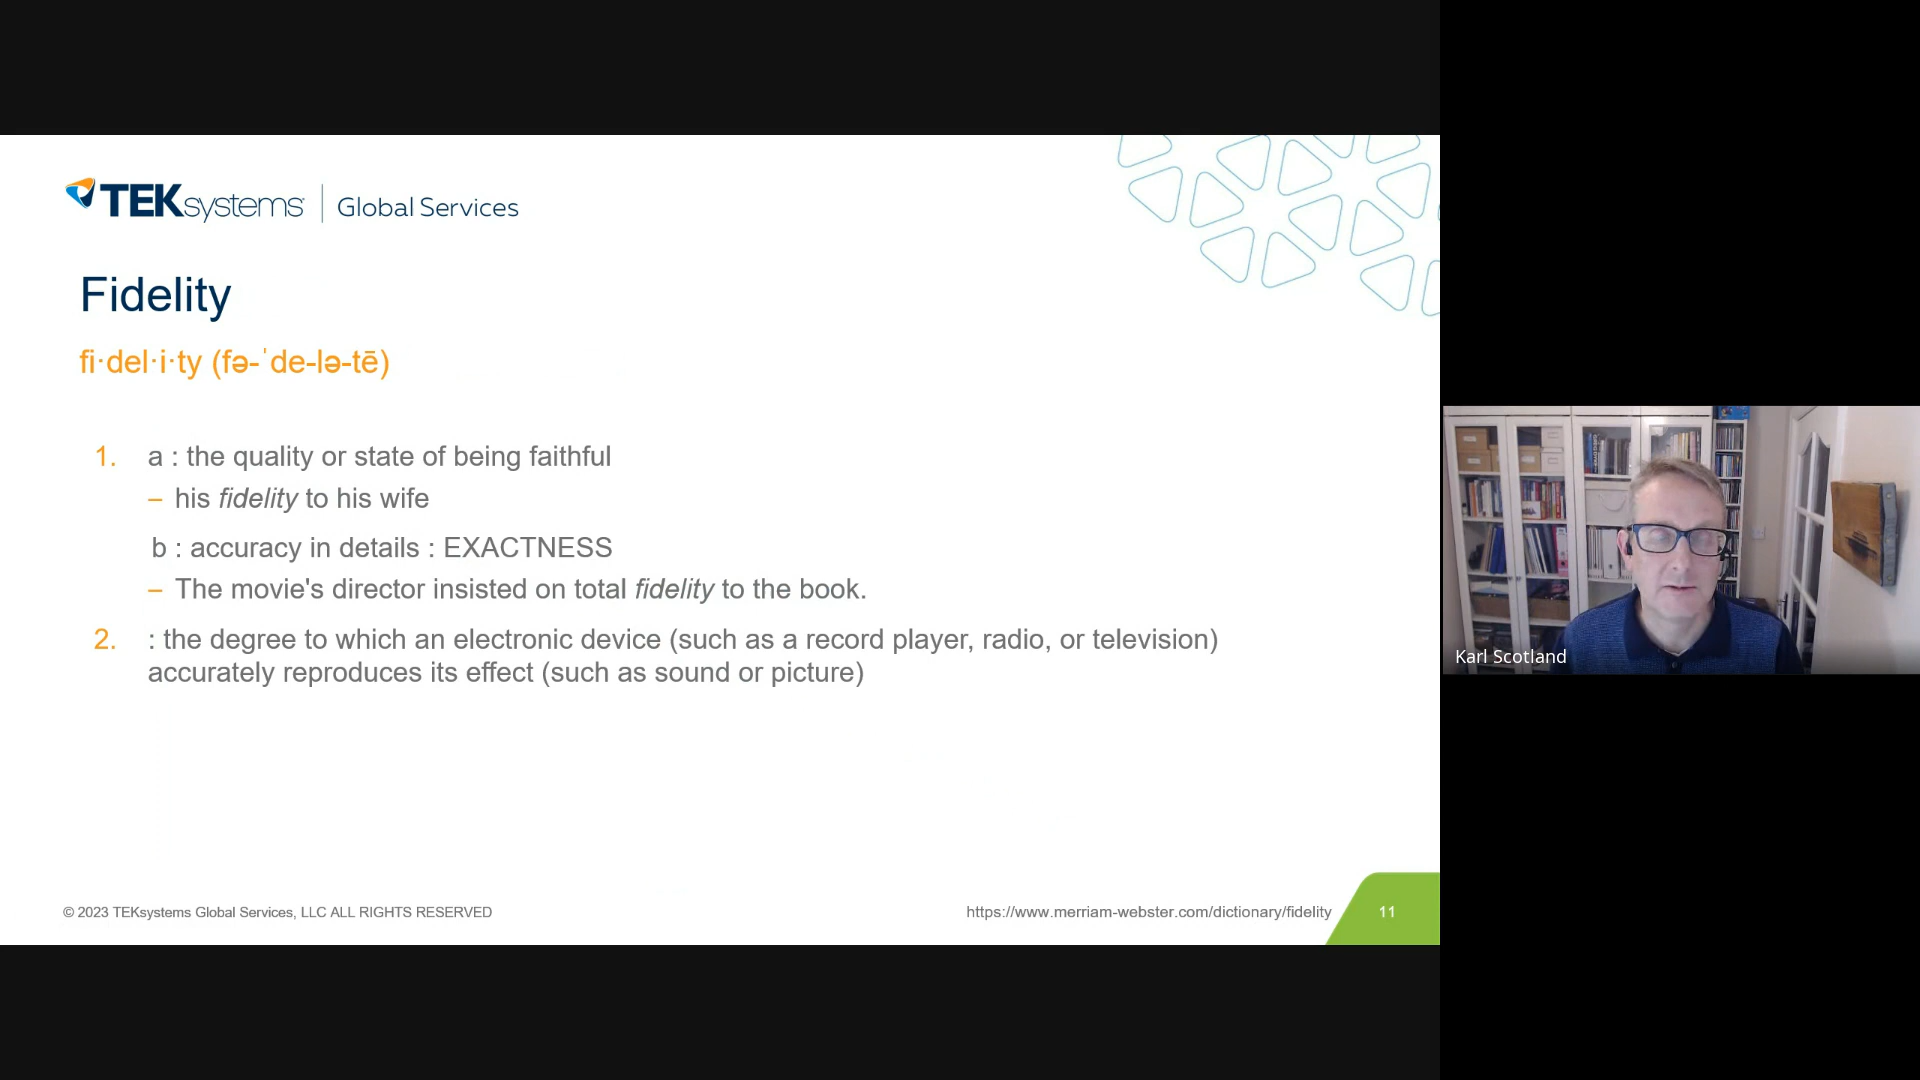 TEKsystems | Global Services
Fidelity
fi·del·i·ty (fə-ˈde-lə-tē)
1. a : the quality or state of being faithful
– his fidelity to his wife
b : accuracy in details : EXACTNESS
– The movie's director insisted on total fidelity to the book.
2. : the degree to which an electronic device (such as a record player, radio, or television)
accurately reproduces its effect (such as sound or picture)
© 2023 TEKsystems Global Services, LLC ALL RIGHTS RESERVED
https://www.merriam-webster.com/dictionary/fidelity
11
Karl Scotland